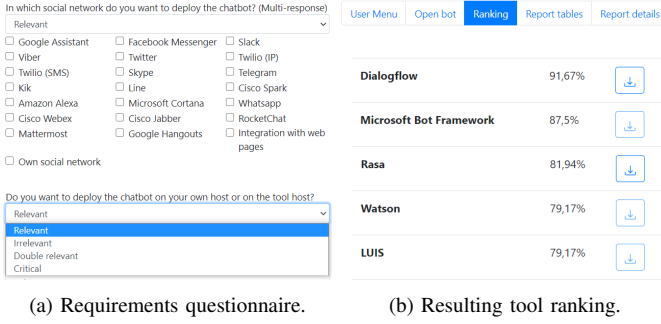 In which social network do you want to deploy the chatbot? (Multi-response)
Relevant
Google Assistant Facebook Messenger Slack
Viber Twitter Twilio (IP)
Twilio (SMS) Skype Telegram
Kik Line Cisco Spark
Amazon Alexa Microsoft Cortana Whatsapp
Cisco Webex Cisco Jabber RocketChat
Mattermost Google Hangouts Integration with web
pages
Own social network
Do you want to deploy the chatbot on your own host or on the tool host?
Relevant
Relevant
Irrelevant
Double relevant
Critical
(a) Requirements questionnaire.
User Menu Open bot Ranking Report tables Report details
Dialogflow 91,67%
Microsoft Bot Framework 87,5%
Rasa 81,94%
Watson 79,17%
LUIS 79,17%
(b) Resulting tool ranking.